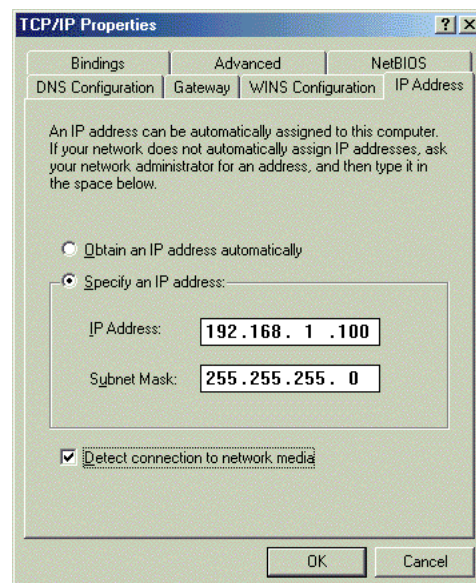 TCP/IP Properties ? ×
Bindings Advanced NetBIOS
DNS Configuration Gateway WINS Configuration IP Address
An IP address can be automatically assigned to this computer.
If your network does not automatically assign IP addresses, ask
your network administrator for an address, and then type it in
the space below.
Obtain an IP address automatically
Specify an IP address:
IP Address: 192.168. 1 .100
Subnet Mask: 255.255.255. 0
Detect connection to network media
OK Cancel